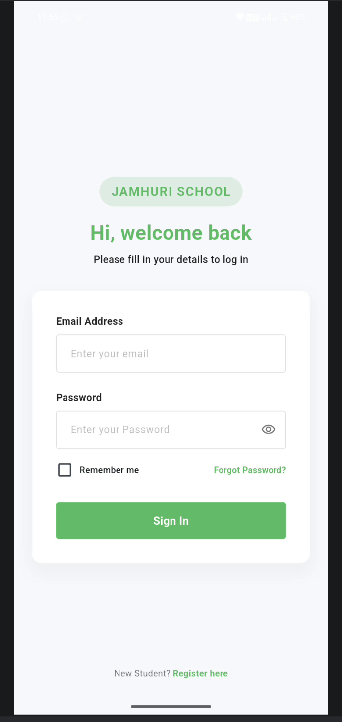 JAMHURI SCHOOL
Hi, welcome back
Please fill in your details to log in
Email Address
Enter your email
Password
Enter your Password
Remember me Forgot Password?
Sign In
New Student? Register here